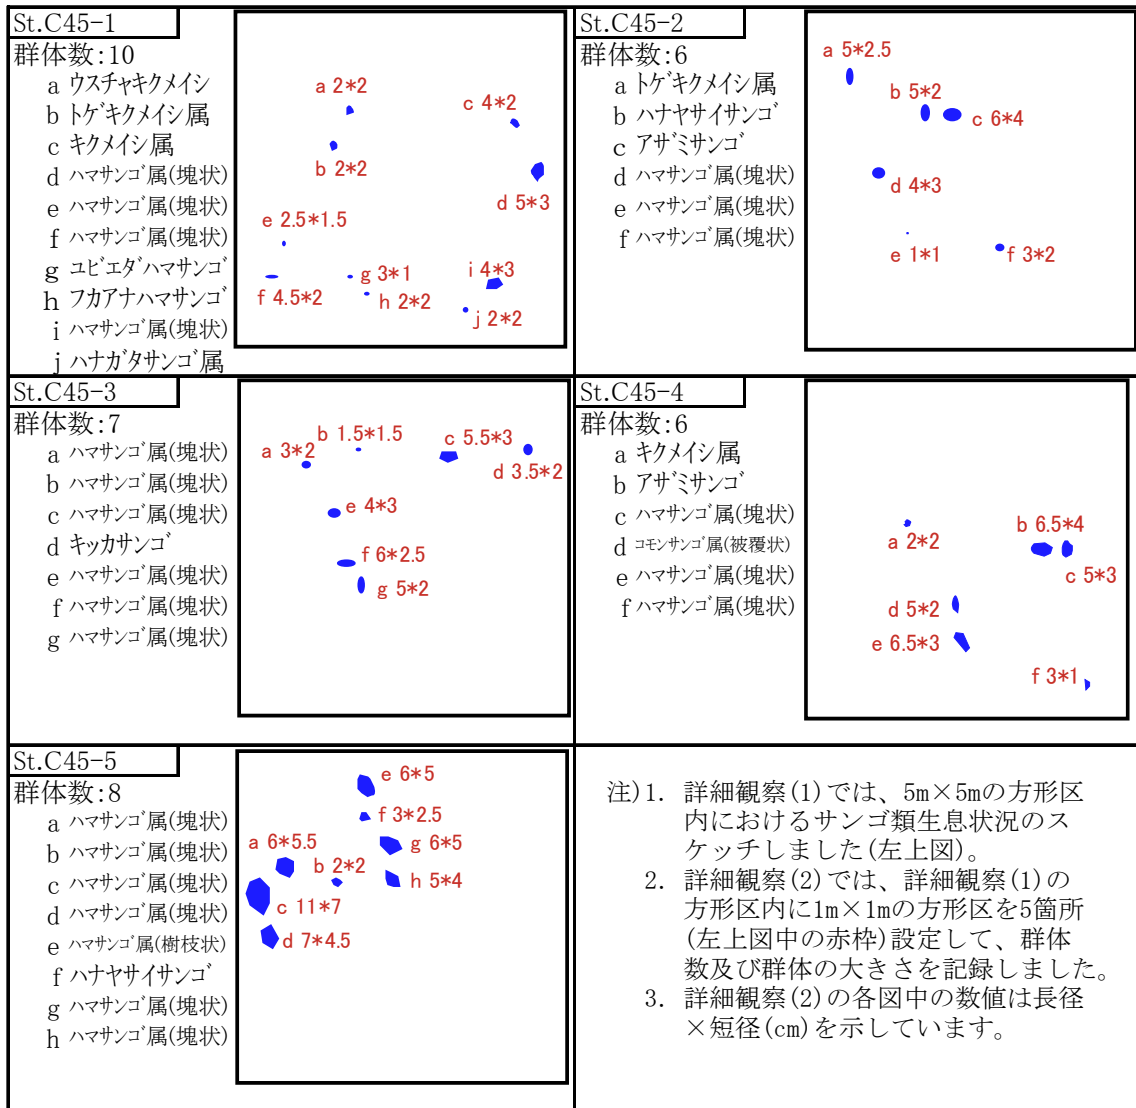 St.C45-1
群体数:10
a ウスチャキクメイシ
b トゲキクメイシ属
c キクメイシ属
d ハマサンゴ属(塊状)
e ハマサンゴ属(塊状)
f ハマサンゴ属(塊状)
g ユビエダハマサンゴ
h フカアナハマサンゴ
i ハマサンゴ属(塊状)
j ハナガタサンゴ属
a 2*2
c 4*2
b 2*2
d 5*3
e 2.5*1.5
g 3*1
i 4*3
f 4.5*2
h 2*2
j 2*2
St.C45-2
群体数:6
a トゲキクメイシ属
b ハナヤサイサンゴ
c アザミサンゴ
d ハマサンゴ属(塊状)
e ハマサンゴ属(塊状)
f ハマサンゴ属(塊状)
a 5*2.5
b 5*2
c 6*4
d 4*3
e 1*1
f 3*2
St.C45-3
群体数:7
a ハマサンゴ属(塊状)
b ハマサンゴ属(塊状)
c ハマサンゴ属(塊状)
d キッカサンゴ
e ハマサンゴ属(塊状)
f ハマサンゴ属(塊状)
g ハマサンゴ属(塊状)
b 1.5*1.5
a 3*2
c 5.5*3
d 3.5*2
e 4*3
f 6*2.5
g 5*2
St.C45-4
群体数:6
a キクメイシ属
b アザミサンゴ
c ハマサンゴ属(塊状)
d コモンサンゴ属(被覆状)
e ハマサンゴ属(塊状)
f ハマサンゴ属(塊状)
a 2*2
b 6.5*4
c 5*3
d 5*2
e 6.5*3
f 3*1
St.C45-5
群体数:8
a ハマサンゴ属(塊状)
b ハマサンゴ属(塊状)
c ハマサンゴ属(塊状)
d ハマサンゴ属(塊状)
e ハマサンゴ属(樹枝状)
f ハナヤサイサンゴ
g ハマサンゴ属(塊状)
h ハマサンゴ属(塊状)
e 6*5
f 3*2.5
a 6*5.5
g 6*5
b 2*2
h 5*4
c 11*7
d 7*4.5
注)1. 詳細観察(1)では、5m×5mの方形区
内におけるサンゴ類生息状況のス
ケッチしました(左上図)。
2. 詳細観察(2)では、詳細観察(1)の
方形区内に1m×1mの方形区を5箇所
(左上図中の赤枠)設定して、群体
数及び群体の大きさを記録しました。
3. 詳細観察(2)の各図中の数値は長径
×短径(cm)を示しています。